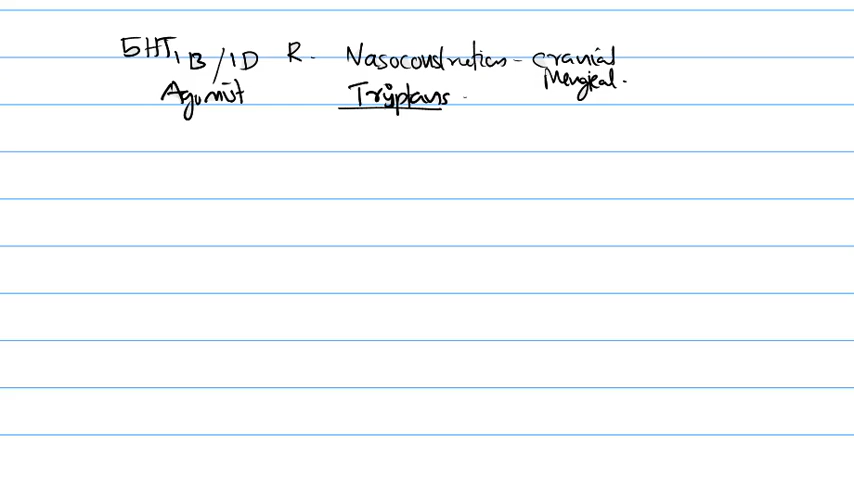 5HT1B/1D R. Vasoconstriction - cranial
Meningeal.
Agonist Triptans -